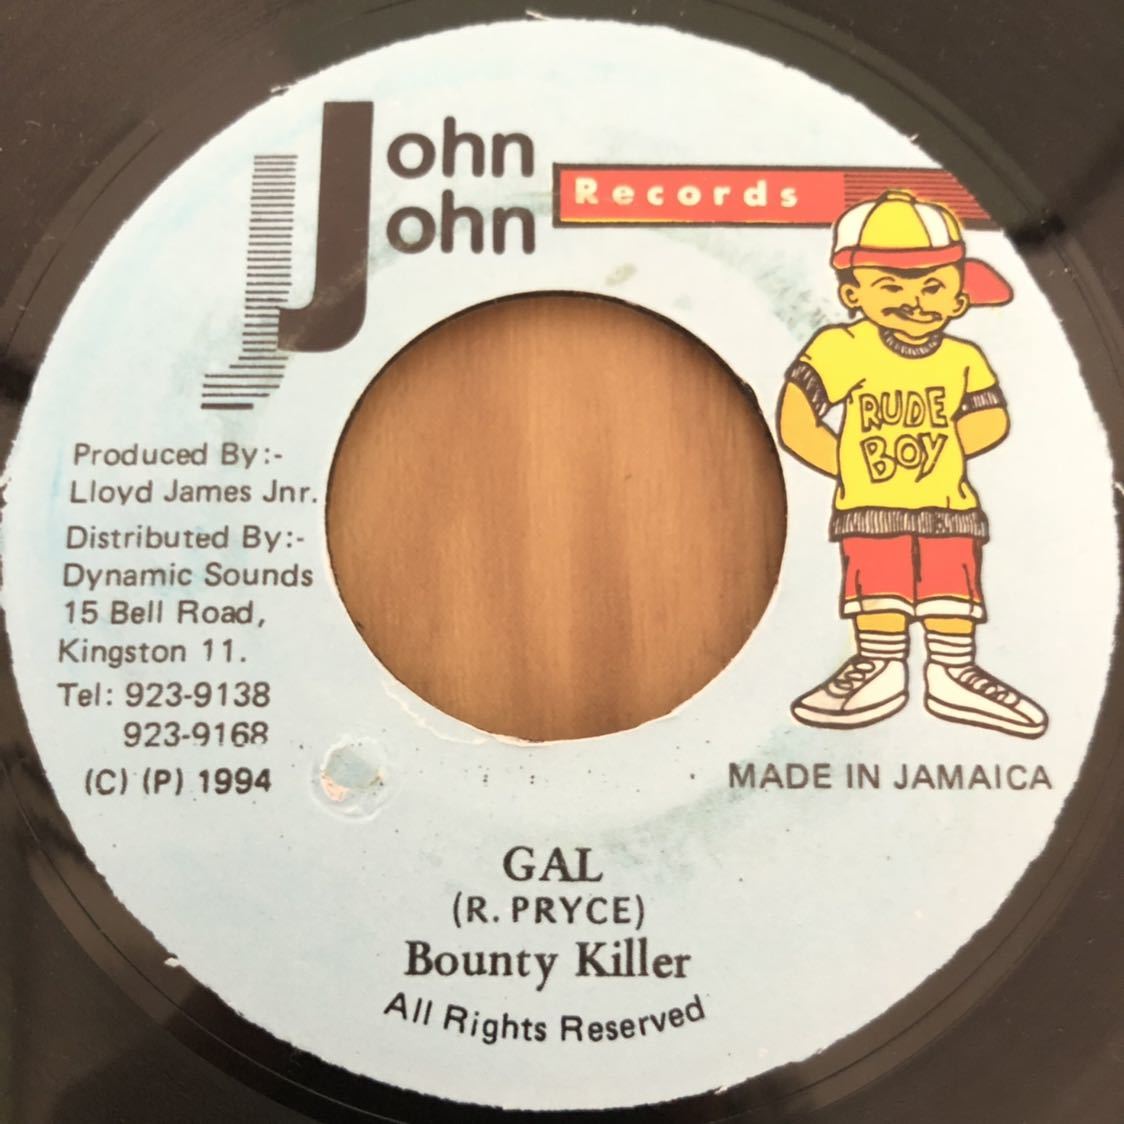 John
John
Records
RUDE
BOY
Produced By:-
Lloyd James Jnr.
Distributed By:-
Dynamic Sounds
15 Bell Road,
Kingston 11.
Tel: 923-9138
923-9168
(C) (P) 1994
MADE IN JAMAICA
GAL
(R. PRYCE)
Bounty Killer
All Rights Reserved